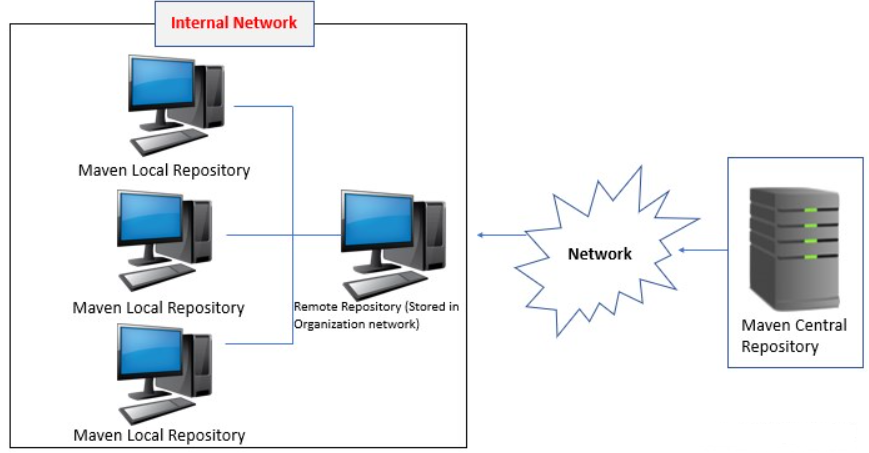 Internal Network
Maven Local Repository
Maven Local Repository
Remote Repository (Stored in
Organization network)
Maven Local Repository
Network
Maven Central
Repository